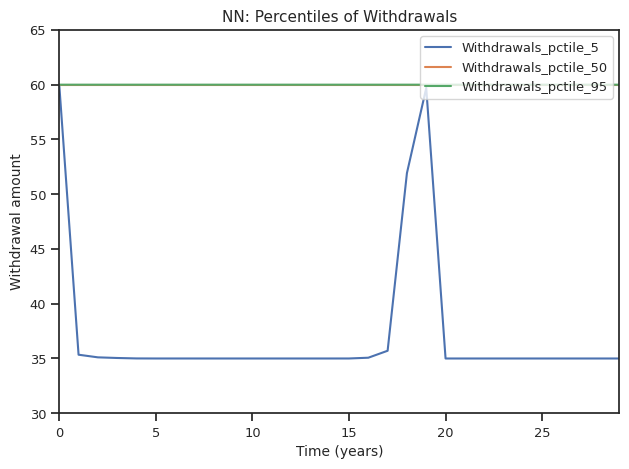 NN: Percentiles of Withdrawals
Withdrawals_pctile_5
Withdrawals_pctile_50
Withdrawals_pctile_95
Withdrawal amount
65
60
55
50
45
40
35
30
0 5 10 15 20 25
Time (years)